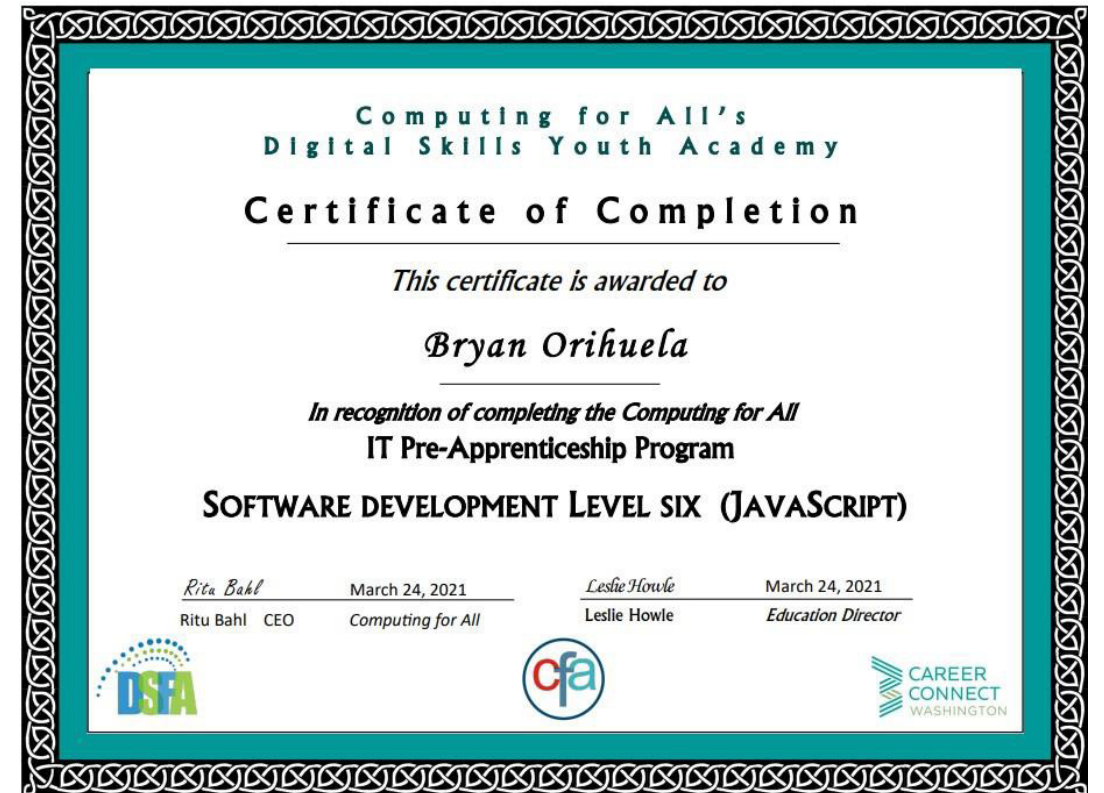 Computing for All's
Digital Skills Youth Academy
Certificate of Completion
This certificate is awarded to
Bryan Orihuela
In recognition of completing the Computing for All
IT Pre-Apprenticeship Program
SOFTWARE DEVELOPMENT LEVEL SIX (JAVASCRIPT)
Ritu Bahl March 24, 2021 Leslie Howle March 24, 2021
Ritu Bahl CEO Computing for All Leslie Howle Education Director
DSFA
cfa
CAREER
CONNECT
WASHINGTON